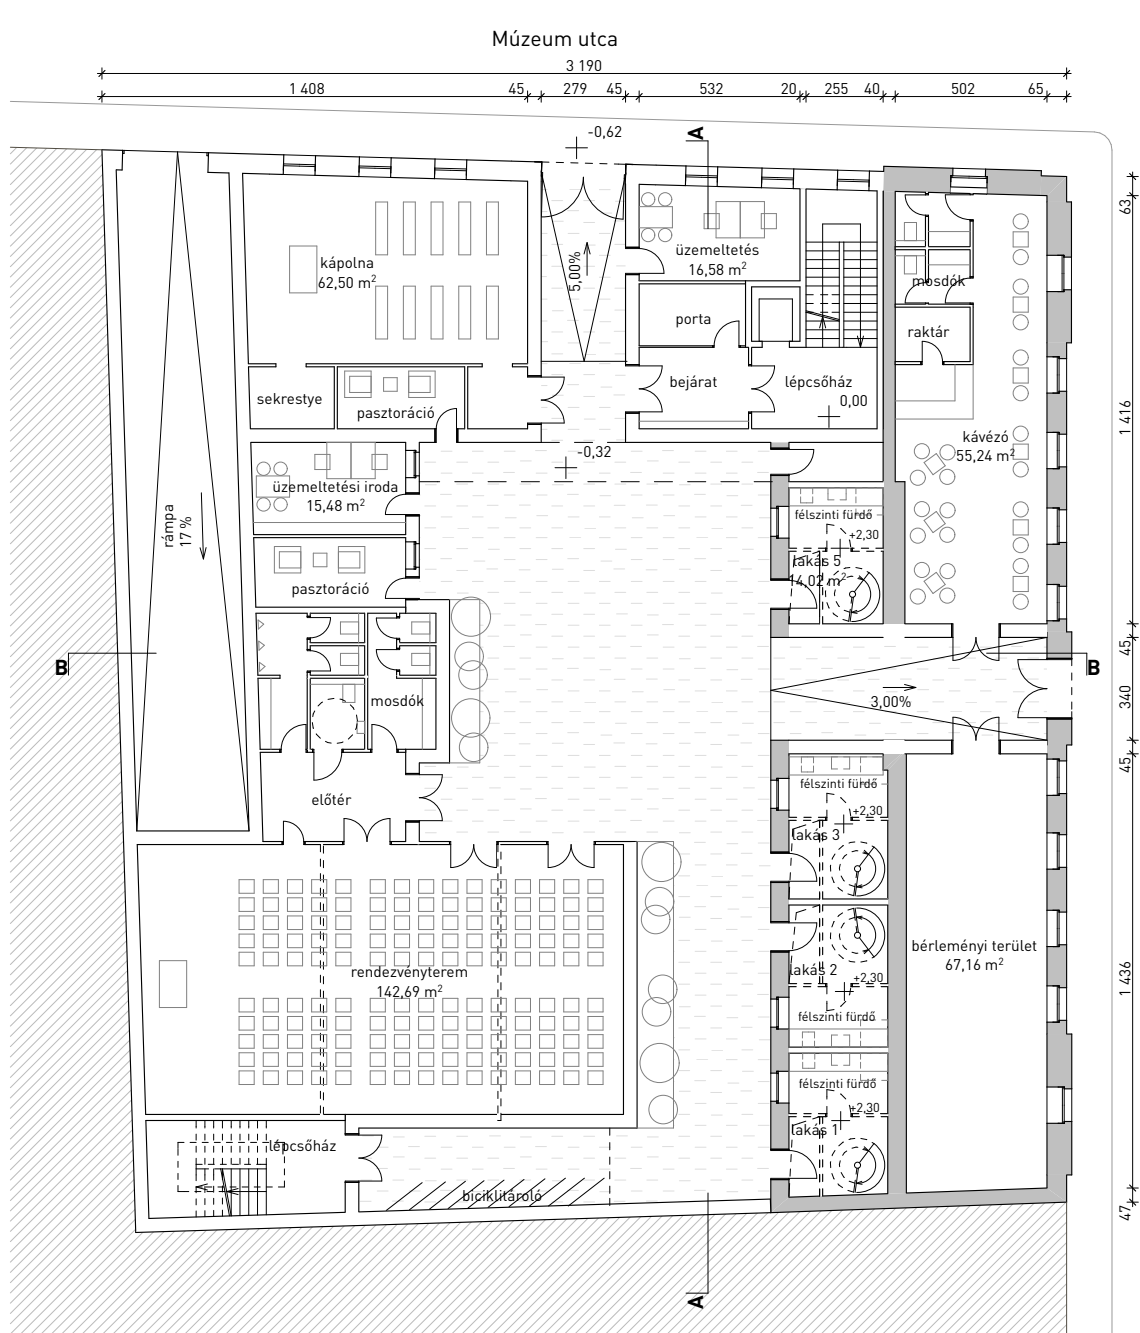 Múzeum utca
3 190
1 408
45
279
45
532
20
255
40
502
65
-0,62
A
63
5,00%
üzemeltetés
16,58 m²
kápolna
62,50 m²
mosdók
porta
raktár
bejárat
lépcsőház
0,00
sekrestye
pasztoráció
1 416
kávézó
55,24 m²
-0,32
üzemeltetési iroda
15,48 m²
rámpa
17 %
félszinti fürdő
+2,30
lakás 5
14,02 m²
pasztoráció
B
45
B
mosdók
3,00%
340
45
előtér
félszinti fürdő
+2,30
lakás 3
bérleményi terület
67,16 m²
rendezvényterem
142,69 m²
lakás 2
+2,30
1 436
félszinti fürdő
félszinti fürdő
+2,30
lakás 1
lépcsőház
biciklitároló
47
A